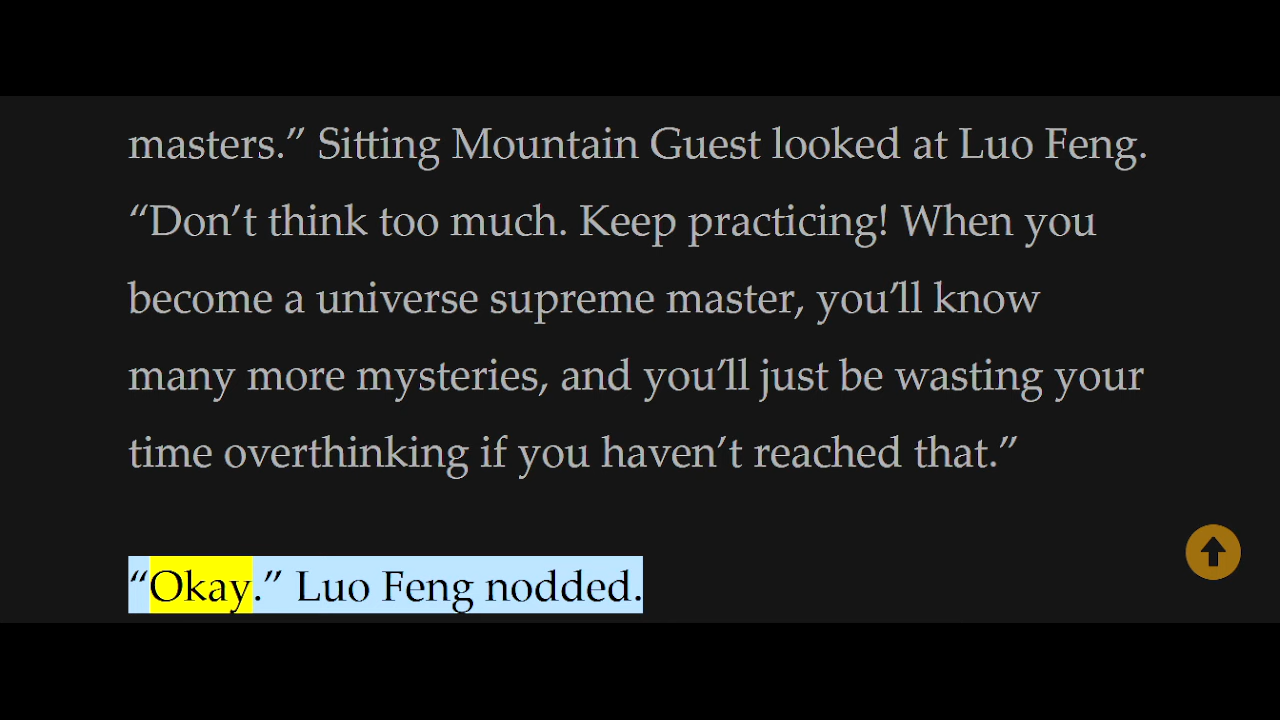 masters.” Sitting Mountain Guest looked at Luo Feng.
“Don’t think too much. Keep practicing! When you
become a universe supreme master, you’ll know
many more mysteries, and you’ll just be wasting your
time overthinking if you haven’t reached that.”
“Okay.” Luo Feng nodded.